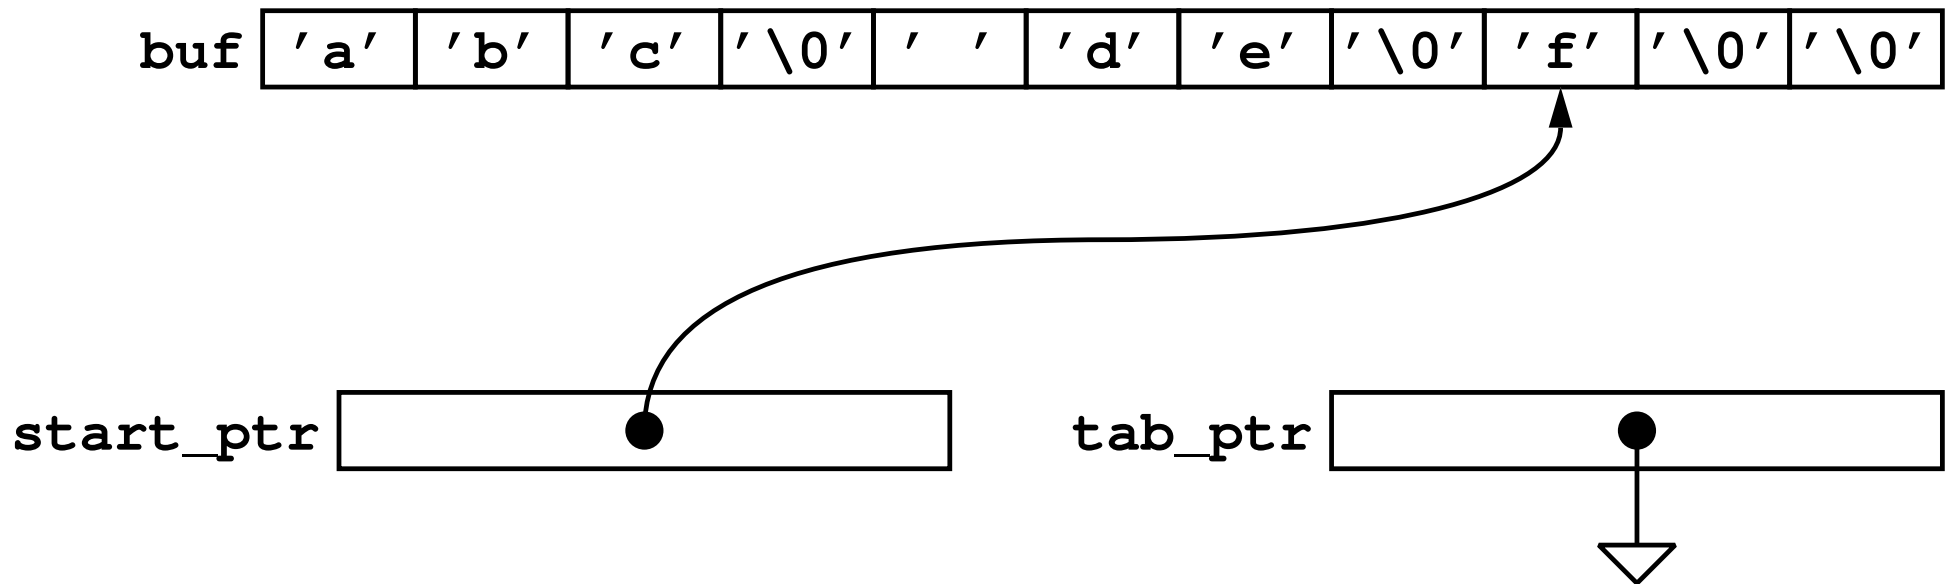 buf 'a' 'b' 'c' '\0' ' ' 'd' 'e' '\0' 'f' '\0' '\0'
start_ptr tab_ptr